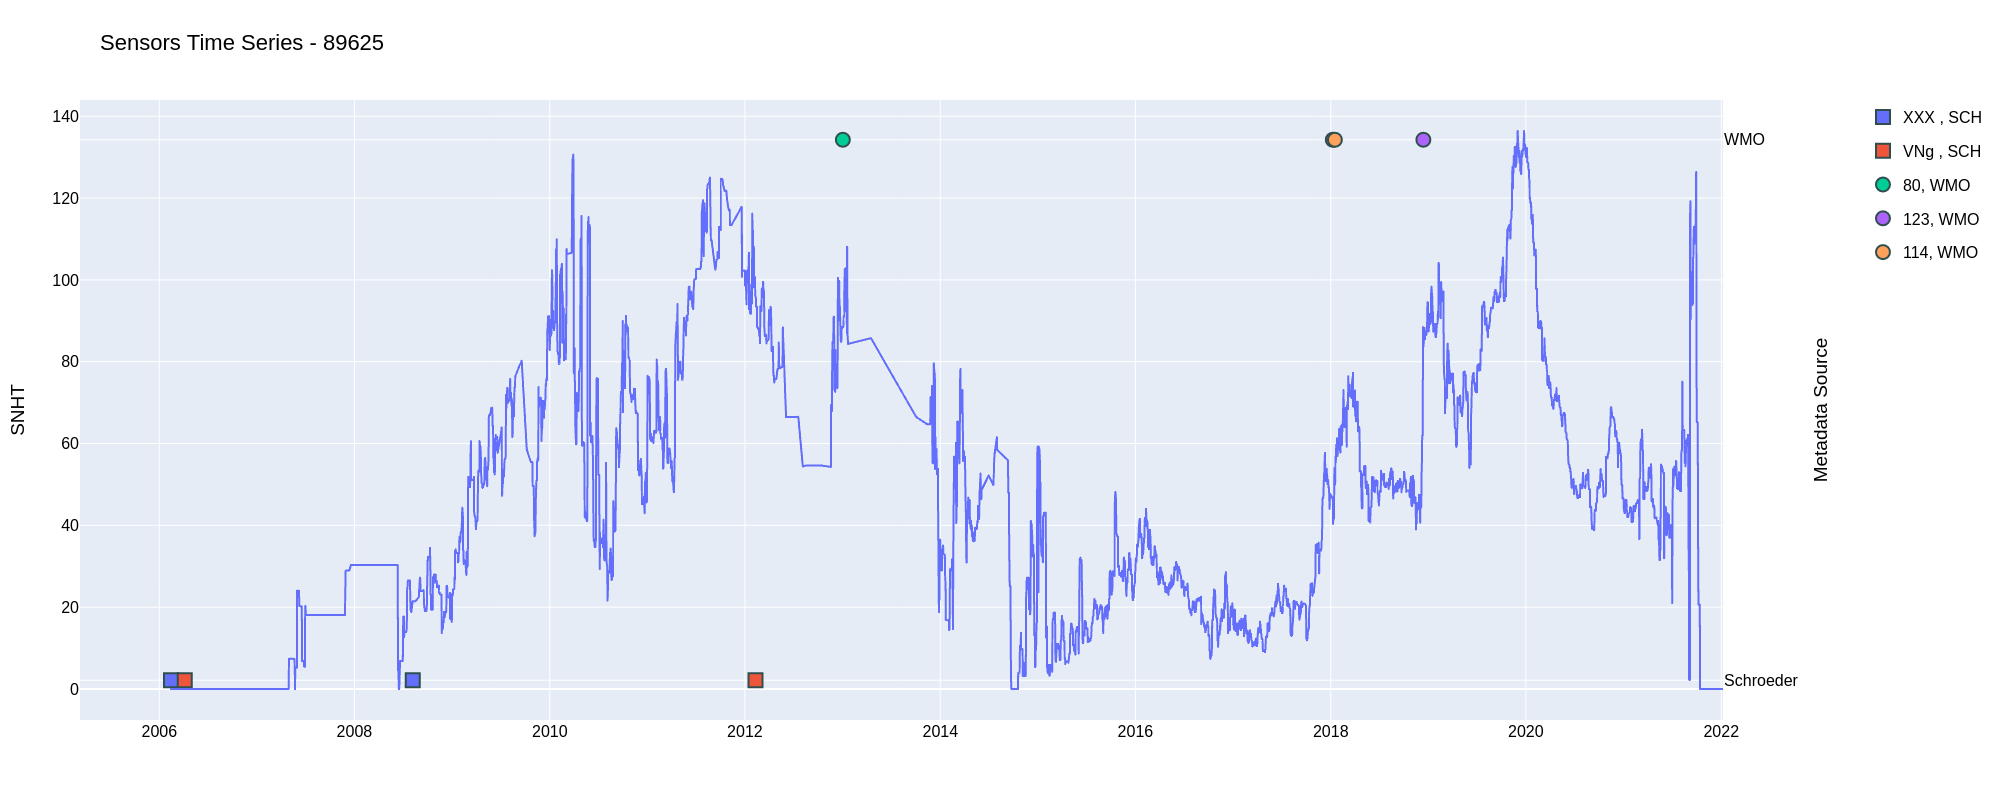 Sensors Time Series - 89625
140
120
100
80
60
40
20
0
SNHT
2006
2008
2010
2012
2014
2016
2018
2020
2022
WMO
Schroeder
Metadata Source
XXX , SCH
VNg , SCH
80, WMO
123, WMO
114, WMO